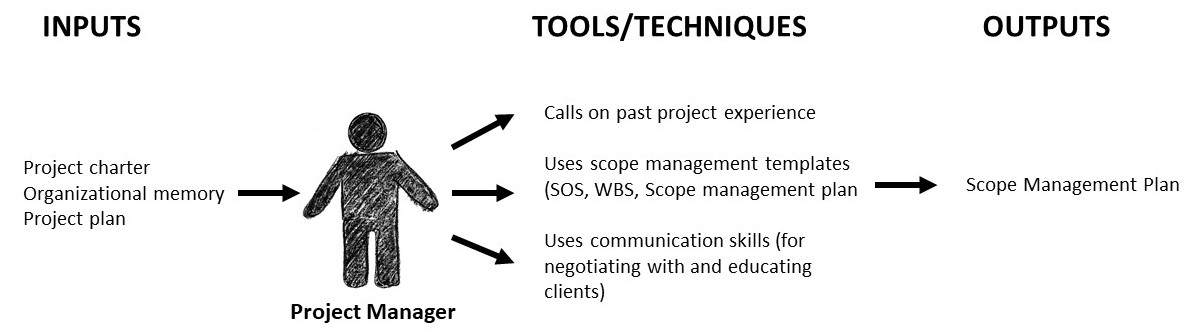 INPUTS
TOOLS/TECHNIQUES
OUTPUTS
Project charter
Organizational memory
Project plan
Project Manager
Calls on past project experience
Uses scope management templates
(SOS, WBS, Scope management plan
Uses communication skills (for
negotiating with and educating
clients)
Scope Management Plan